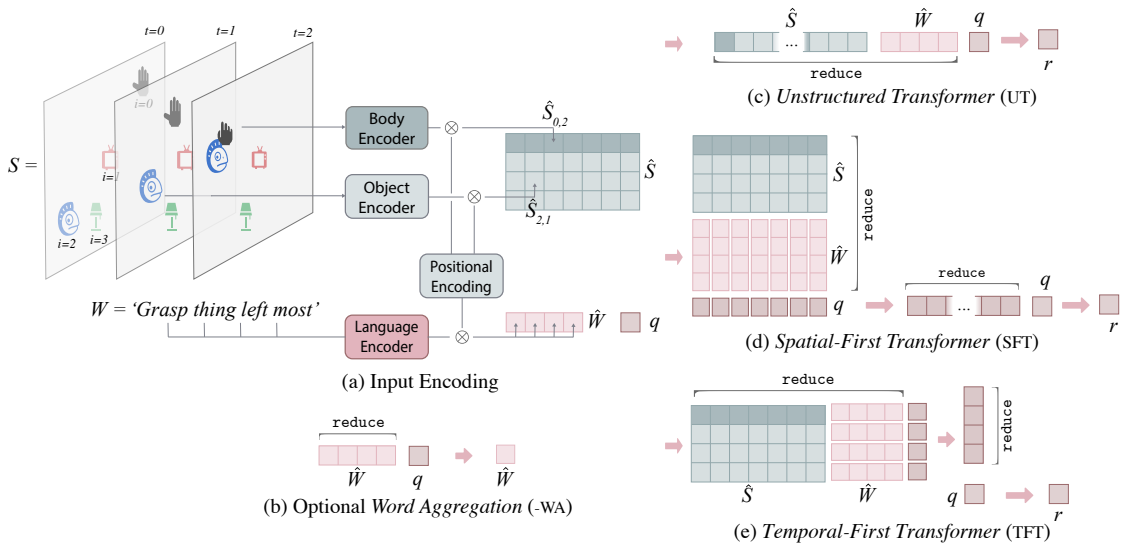 t=0
t=1
t=2
i=0
S =
i=1
i=2
i=3
Body
Encoder
Object
Encoder
Ŝ0,2
Ŝ
Ŝ2,1
Positional
Encoding
W = ‘Grasp thing left most’
Language
Encoder
Ŵ
q
(a) Input Encoding
reduce
Ŵ
q
Ŵ
(b) Optional Word Aggregation (-WA)
Ŝ
Ŵ
q
...
reduce
r
(c) Unstructured Transformer (UT)
Ŝ
reduce
Ŵ
q
reduce
...
q
r
(d) Spatial-First Transformer (SFT)
reduce
reduce
Ŝ
Ŵ
q
r
(e) Temporal-First Transformer (TFT)